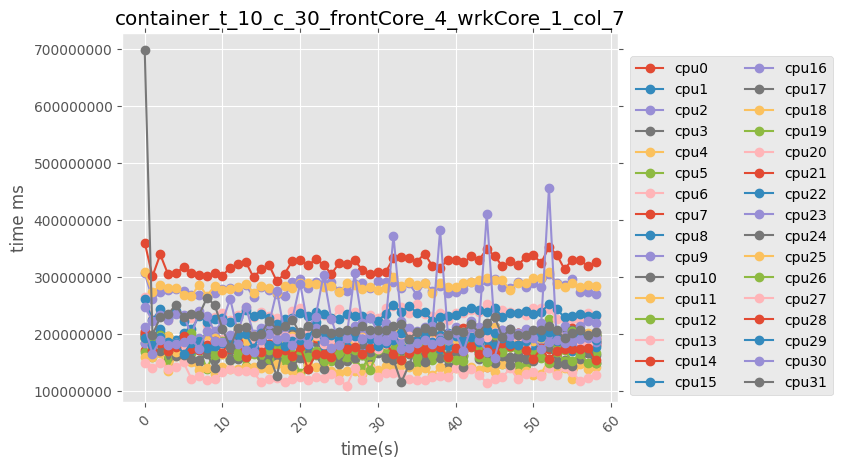 container_t_10_c_30_frontCore_4_wrkCore_1_col_7
time ms
700000000
600000000
500000000
400000000
300000000
200000000
100000000
0
10
20
30
40
50
60
time(s)
cpu0
cpu1
cpu2
cpu3
cpu4
cpu5
cpu6
cpu7
cpu8
cpu9
cpu10
cpu11
cpu12
cpu13
cpu14
cpu15
cpu16
cpu17
cpu18
cpu19
cpu20
cpu21
cpu22
cpu23
cpu24
cpu25
cpu26
cpu27
cpu28
cpu29
cpu30
cpu31